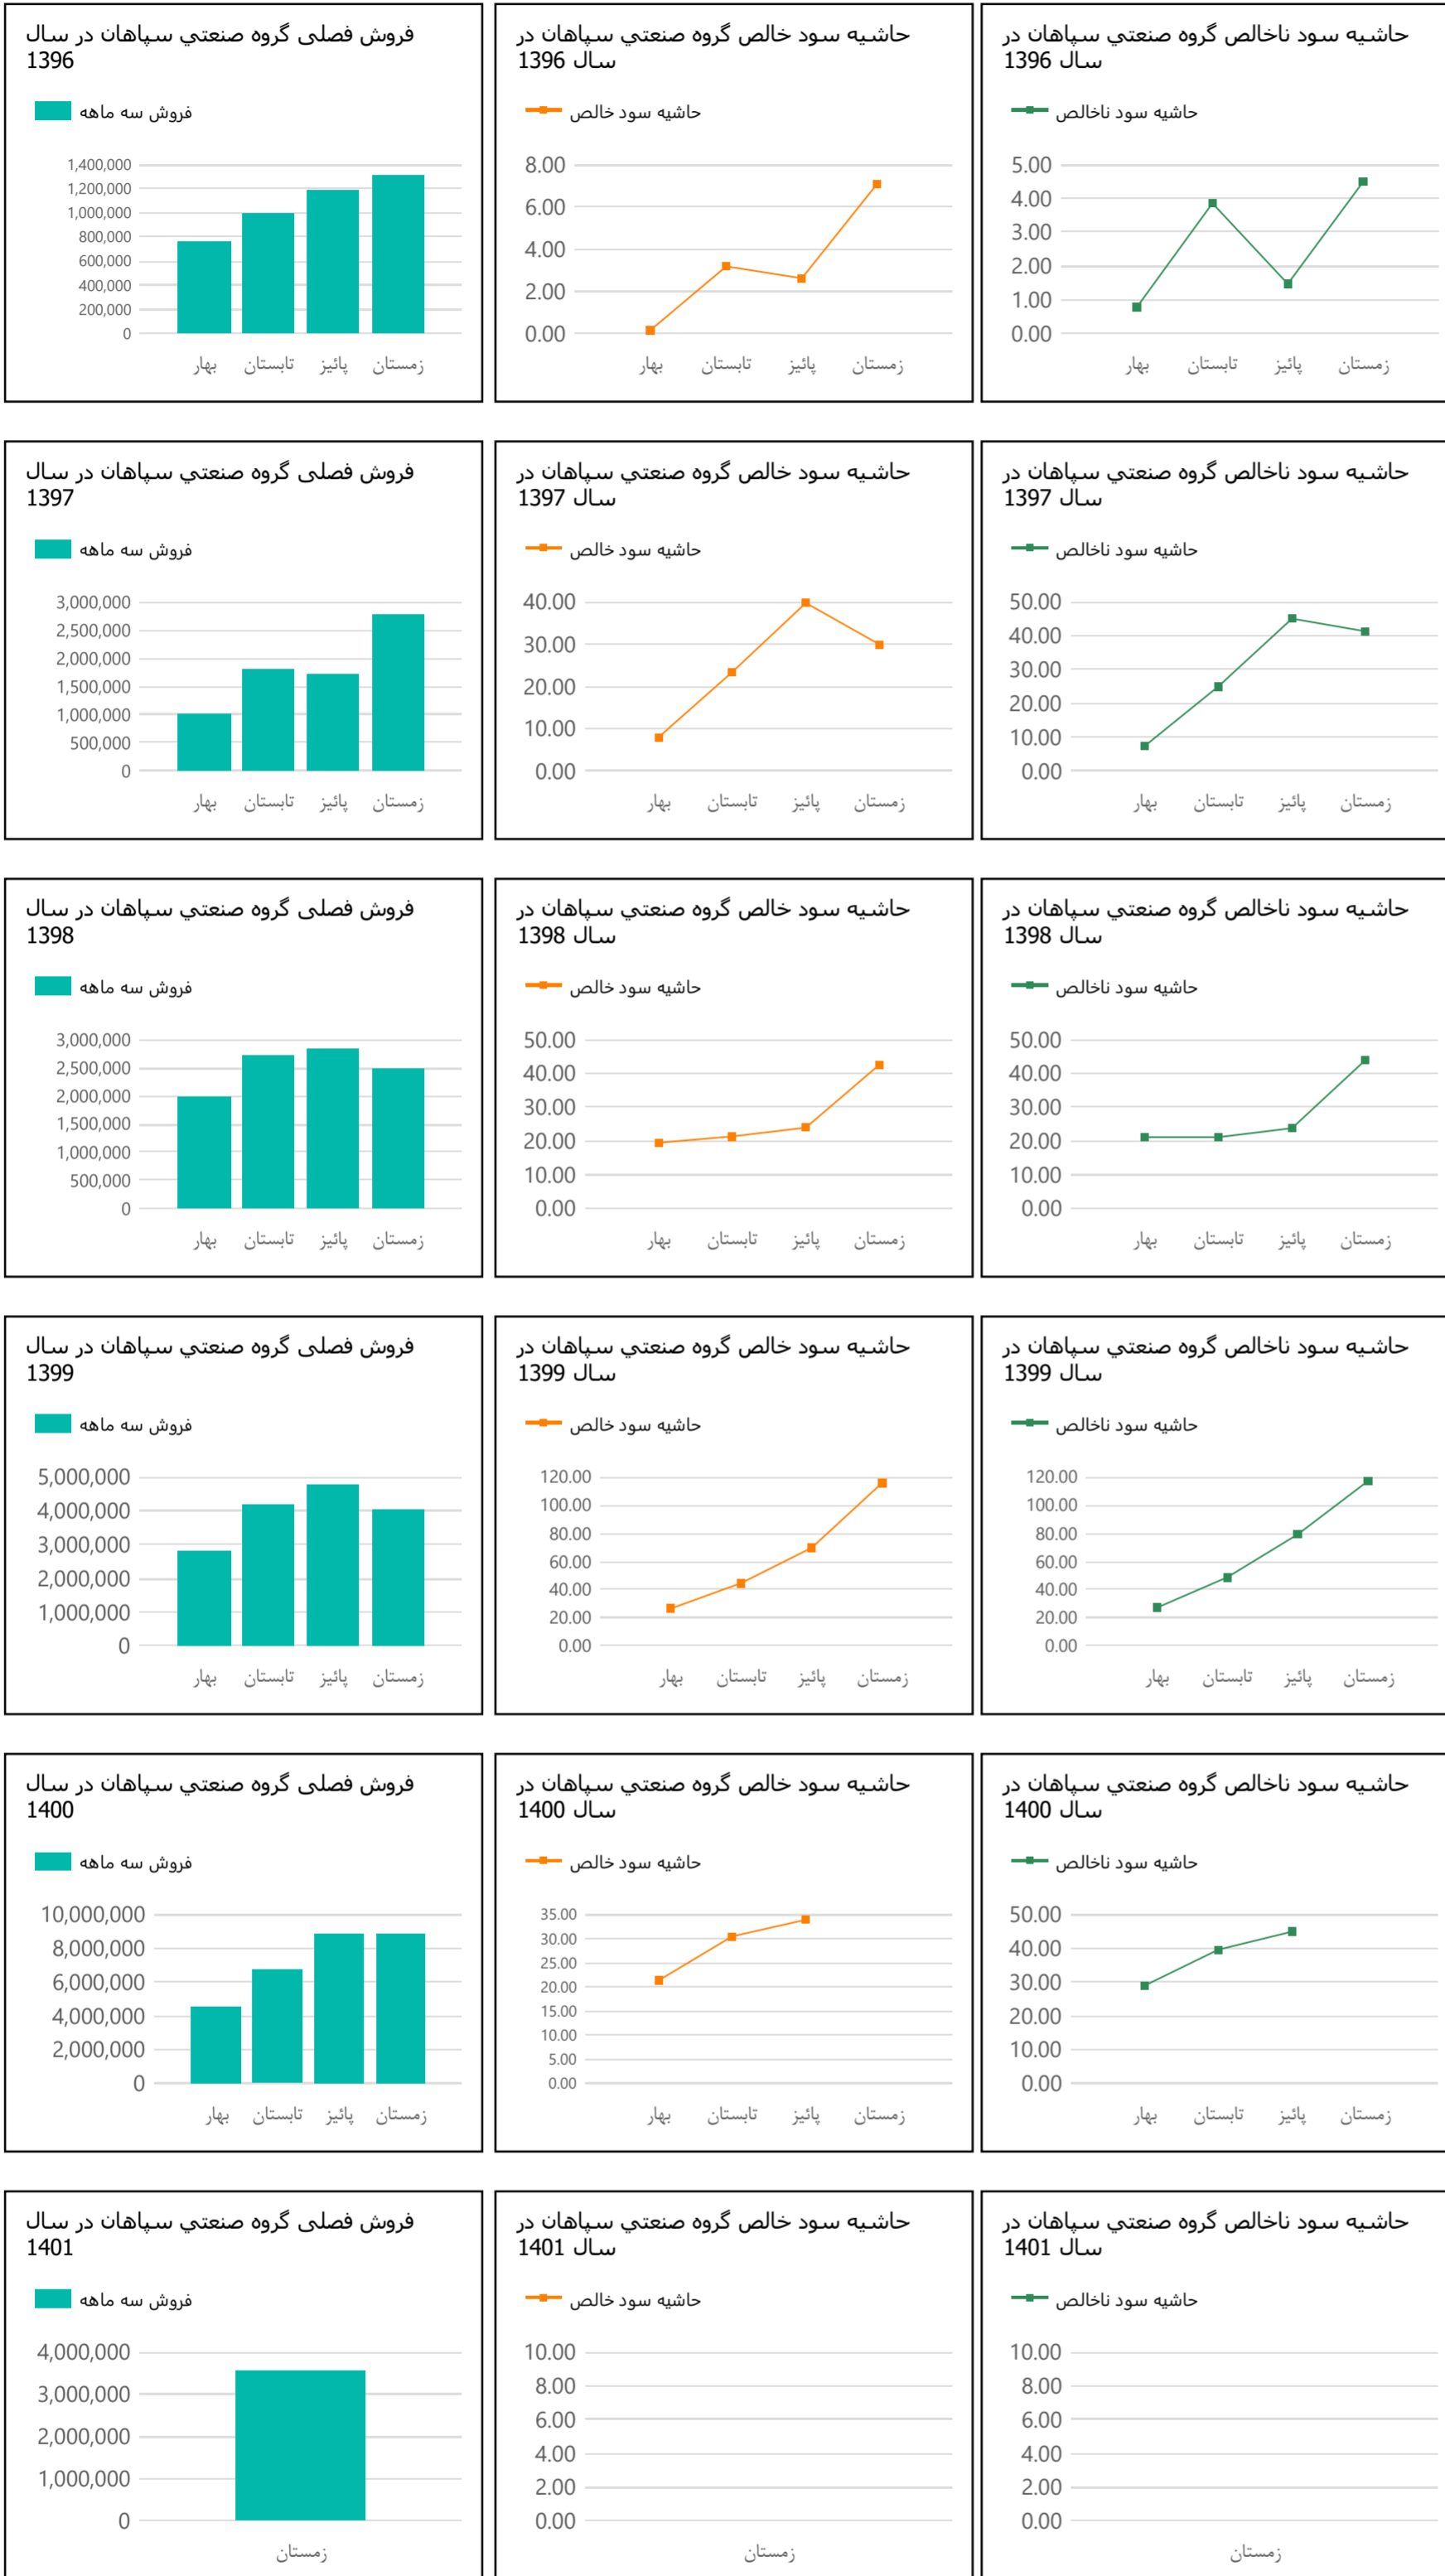 فروش فصلی گروه صنعتي سپاهان در سال
1396
فروش سه ماهه
1,400,000
1,200,000
1,000,000
800,000
600,000
400,000
200,000
0
بهار تابستان پائیز زمستان
حاشیه سود خالص گروه صنعتي سپاهان در
سال 1396
حاشیه سود خالص
8.00
6.00
4.00
2.00
0.00
بهار تابستان پائیز زمستان
حاشیه سود ناخالص گروه صنعتي سپاهان در
سال 1396
حاشیه سود ناخالص
5.00
4.00
3.00
2.00
1.00
0.00
بهار تابستان پائیز زمستان
فروش فصلی گروه صنعتي سپاهان در سال
1397
فروش سه ماهه
3,000,000
2,500,000
2,000,000
1,500,000
1,000,000
500,000
0
بهار تابستان پائیز زمستان
حاشیه سود خالص گروه صنعتي سپاهان در
سال 1397
حاشیه سود خالص
40.00
30.00
20.00
10.00
0.00
بهار تابستان پائیز زمستان
حاشیه سود ناخالص گروه صنعتي سپاهان در
سال 1397
حاشیه سود ناخالص
50.00
40.00
30.00
20.00
10.00
0.00
بهار تابستان پائیز زمستان
فروش فصلی گروه صنعتي سپاهان در سال
1398
فروش سه ماهه
3,000,000
2,500,000
2,000,000
1,500,000
1,000,000
500,000
0
بهار تابستان پائیز زمستان
حاشیه سود خالص گروه صنعتي سپاهان در
سال 1398
حاشیه سود خالص
50.00
40.00
30.00
20.00
10.00
0.00
بهار تابستان پائیز زمستان
حاشیه سود ناخالص گروه صنعتي سپاهان در
سال 1398
حاشیه سود ناخالص
50.00
40.00
30.00
20.00
10.00
0.00
بهار تابستان پائیز زمستان
فروش فصلی گروه صنعتي سپاهان در سال
1399
فروش سه ماهه
5,000,000
4,000,000
3,000,000
2,000,000
1,000,000
0
بهار تابستان پائیز زمستان
حاشیه سود خالص گروه صنعتي سپاهان در
سال 1399
حاشیه سود خالص
120.00
100.00
80.00
60.00
40.00
20.00
0.00
بهار تابستان پائیز زمستان
حاشیه سود ناخالص گروه صنعتي سپاهان در
سال 1399
حاشیه سود ناخالص
120.00
100.00
80.00
60.00
40.00
20.00
0.00
بهار تابستان پائیز زمستان
فروش فصلی گروه صنعتي سپاهان در سال
1400
فروش سه ماهه
10,000,000
8,000,000
6,000,000
4,000,000
2,000,000
0
بهار تابستان پائیز زمستان
حاشیه سود خالص گروه صنعتي سپاهان در
سال 1400
حاشیه سود خالص
35.00
30.00
25.00
20.00
15.00
10.00
5.00
0.00
بهار تابستان پائیز زمستان
حاشیه سود ناخالص گروه صنعتي سپاهان در
سال 1400
حاشیه سود ناخالص
50.00
40.00
30.00
20.00
10.00
0.00
بهار تابستان پائیز زمستان
فروش فصلی گروه صنعتي سپاهان در سال
1401
فروش سه ماهه
4,000,000
3,000,000
2,000,000
1,000,000
0
زمستان
حاشیه سود خالص گروه صنعتي سپاهان در
سال 1401
حاشیه سود خالص
10.00
8.00
6.00
4.00
2.00
0.00
زمستان
حاشیه سود ناخالص گروه صنعتي سپاهان در
سال 1401
حاشیه سود ناخالص
10.00
8.00
6.00
4.00
2.00
0.00
زمستان